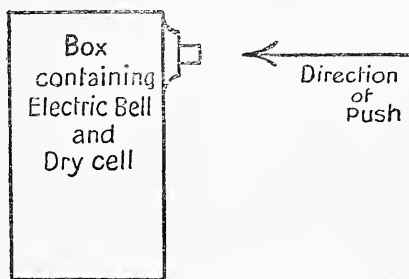 Box
containing
Electric Bell
and
Dry cell
Direction
of
Push